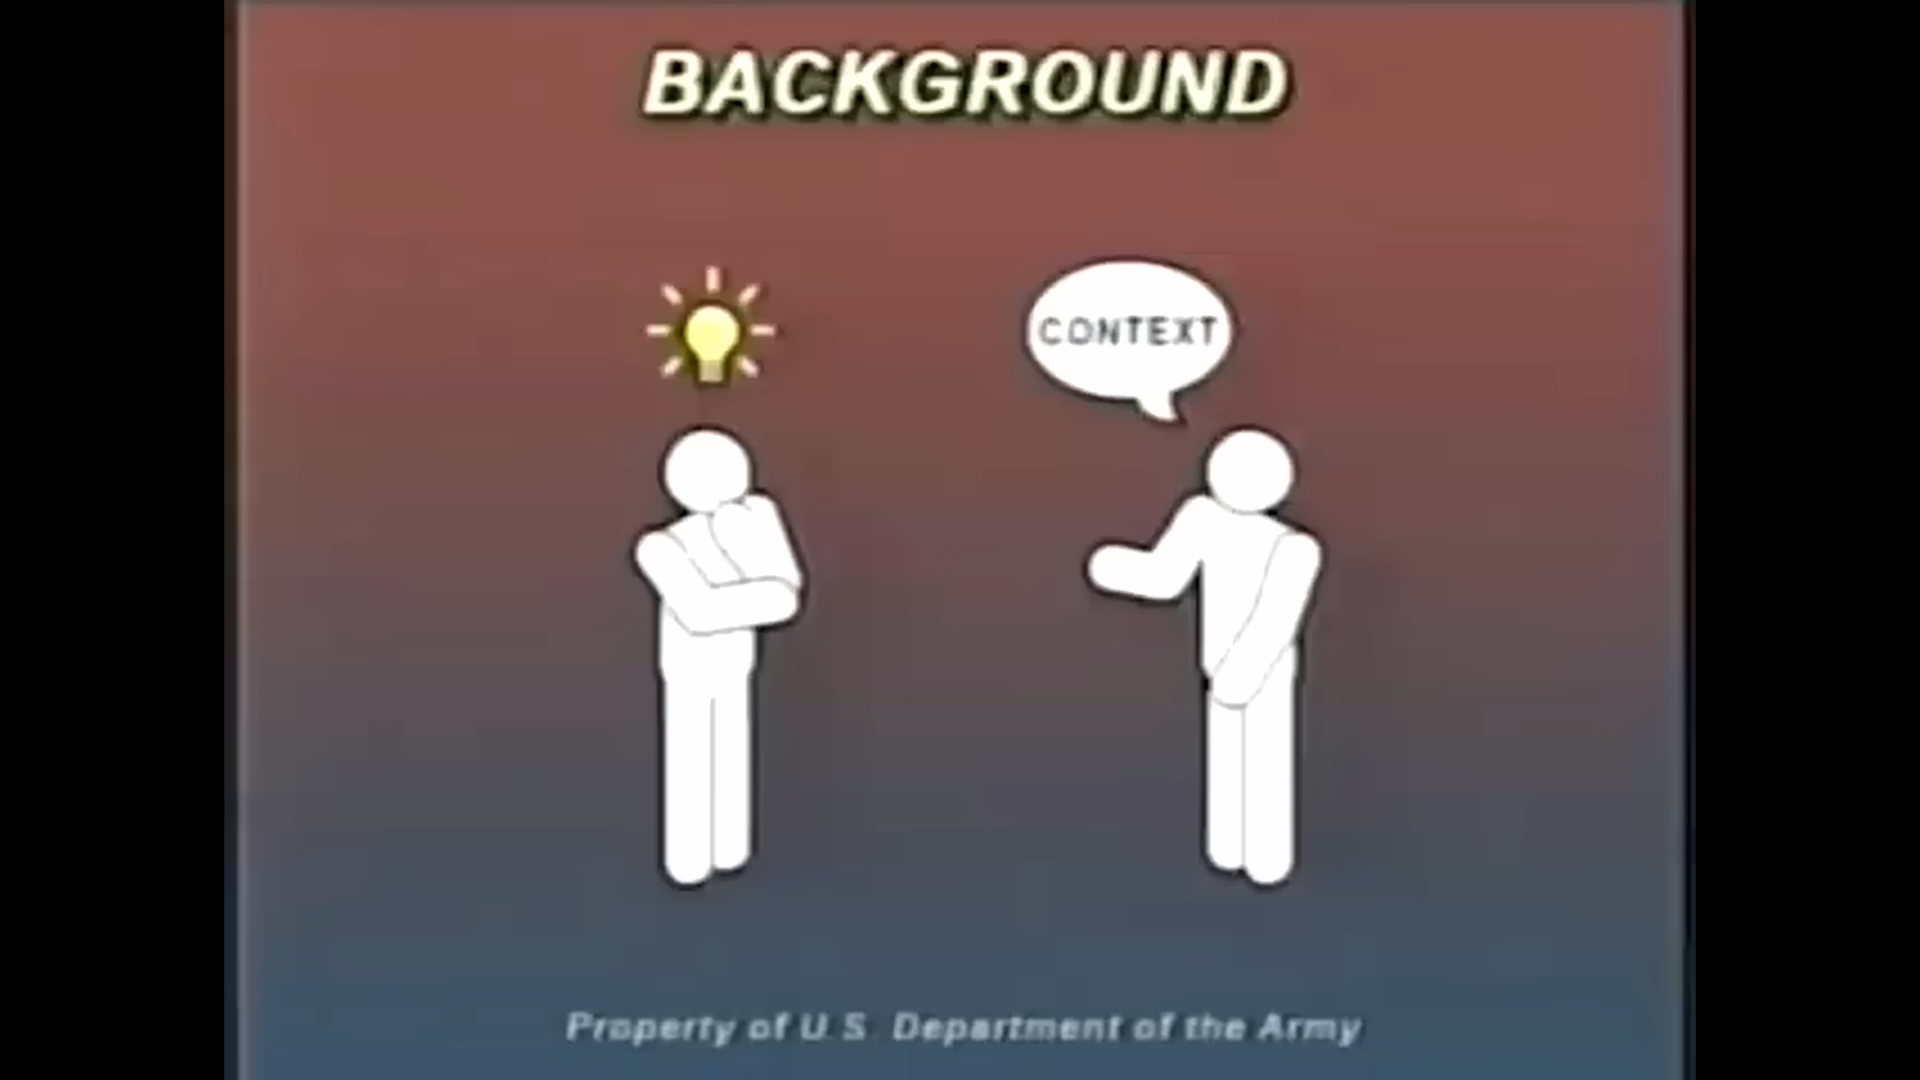 BACKGROUND
CONTEXT
Property of U.S. Department of the Army